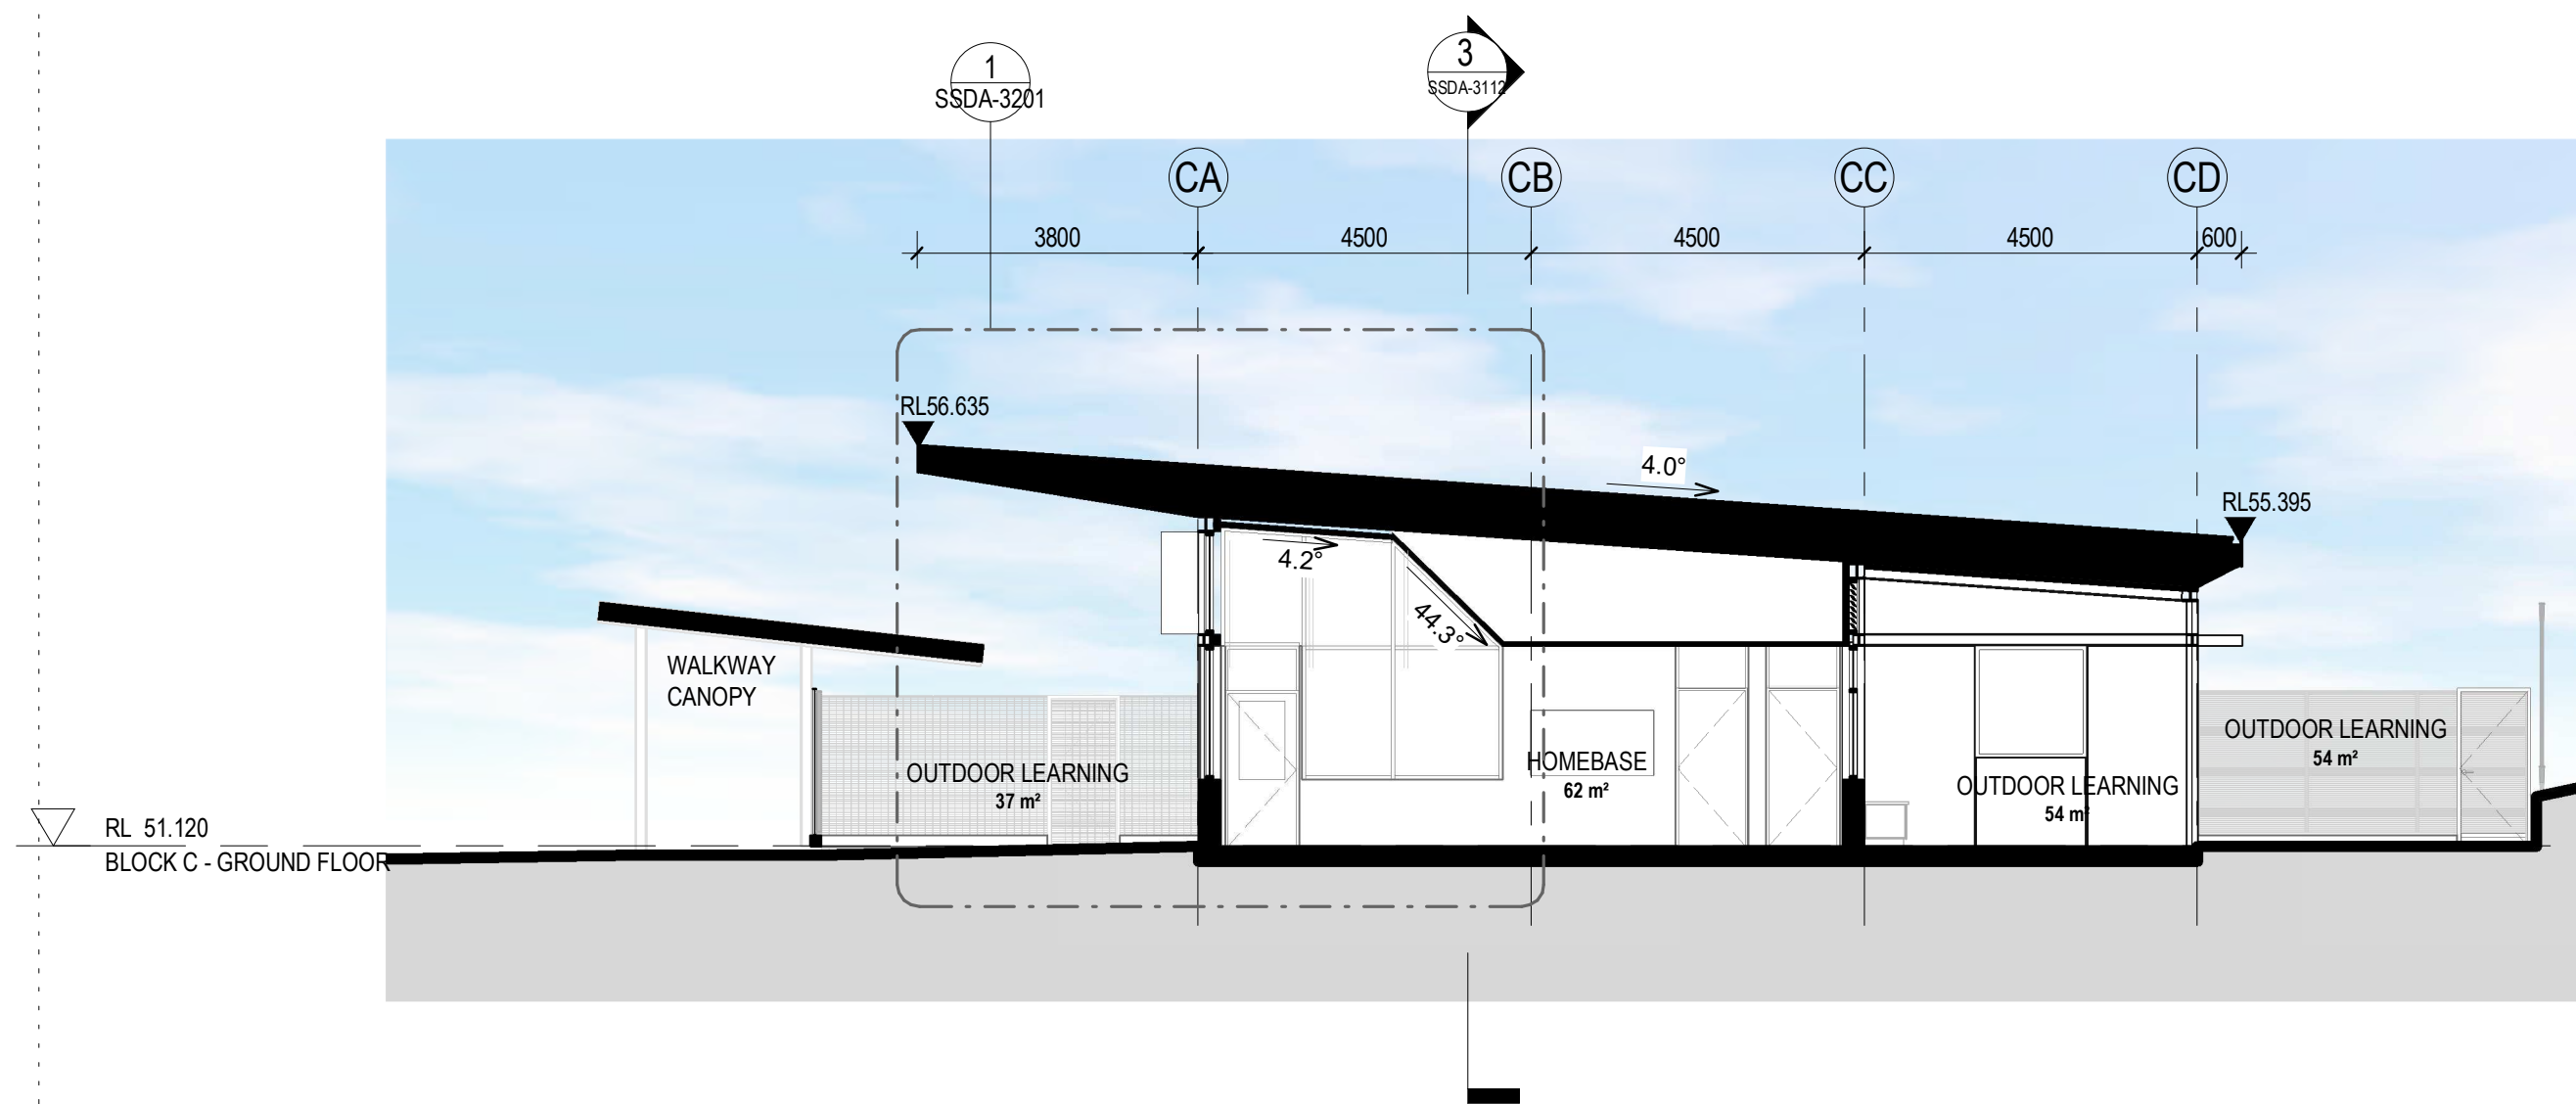 1
SSDA-3201
3
SSDA-3112
CA
CB
CC
CD
3800
4500
4500
4500
600
RL56.635
4.0°
RL55.395
4.2°
44.3°
WALKWAY
CANOPY
OUTDOOR LEARNING
37 m²
HOMEBASE
62 m²
OUTDOOR LEARNING
54 m²
OUTDOOR LEARNING
54 m²
RL 51.120
BLOCK C - GROUND FLOOR